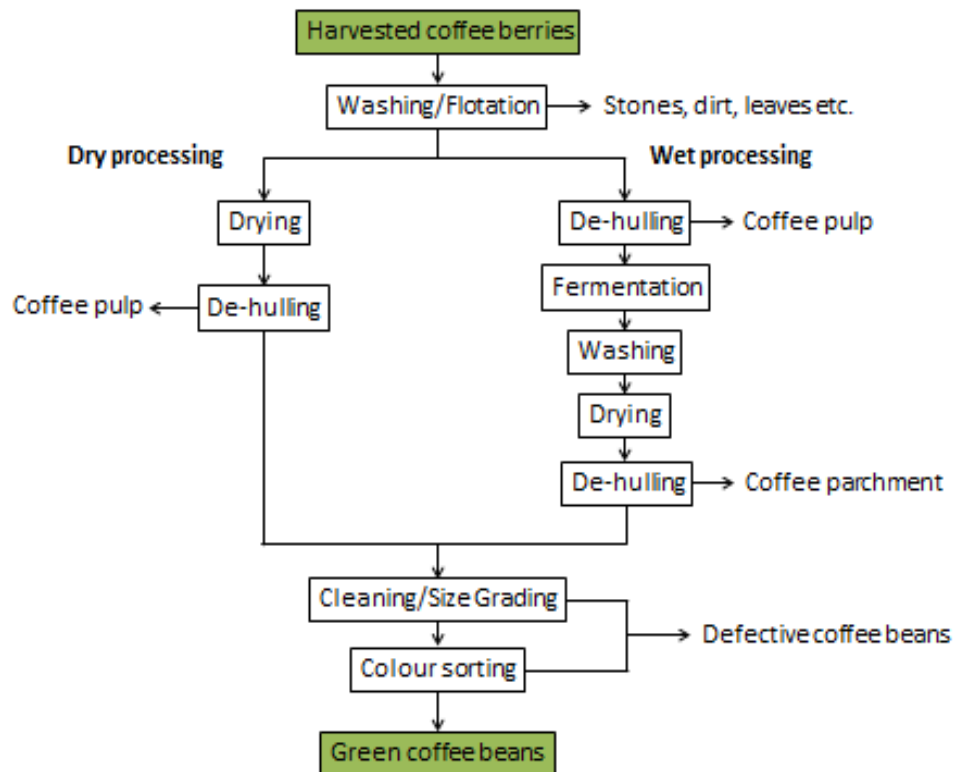 Harvested coffee berries
Washing/Flotation
Stones, dirt, leaves etc.
Dry processing
Wet processing
Drying
De-hulling
Coffee pulp
Fermentation
Coffee pulp
De-hulling
Washing
Drying
De-hulling
Coffee parchment
Cleaning/Size Grading
Defective coffee beans
Colour sorting
Green coffee beans